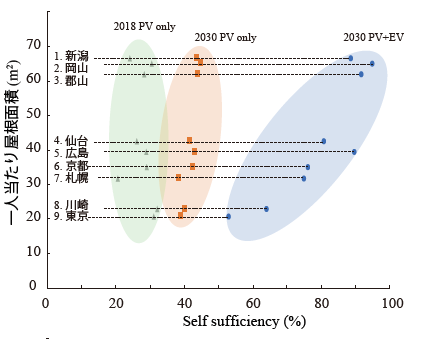 2018 PV only
2030 PV only
2030 PV+EV
一人当たり屋根面積 (m²)
70
60
50
40
30
20
10
0
1. 新潟
2. 岡山
3. 郡山
4. 仙台
5. 広島
6. 京都
7. 札幌
8. 川崎
9. 東京
0
20
40
60
80
100
Self sufficiency (%)